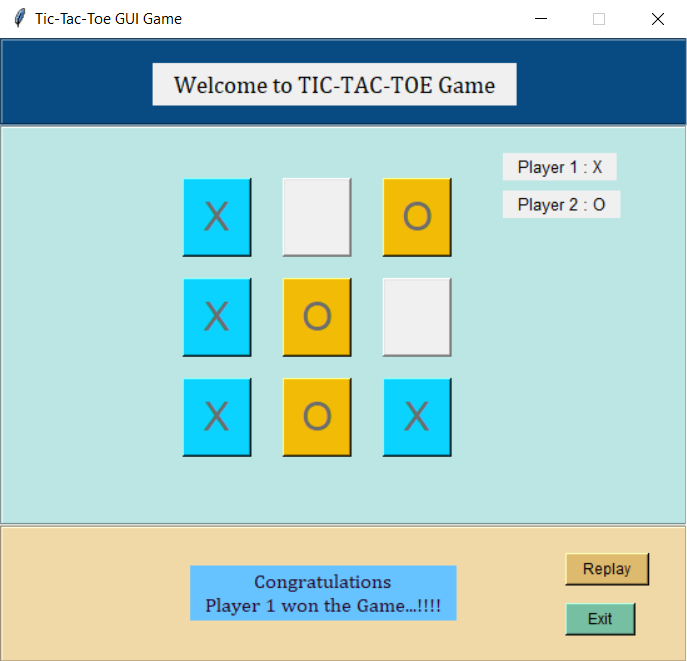 Tic-Tac-Toe GUI Game
Welcome to TIC-TAC-TOE Game
Player 1 : X
Player 2 : O
X O
X O
X O X
Congratulations
Player 1 won the Game...!!!!
Replay
Exit